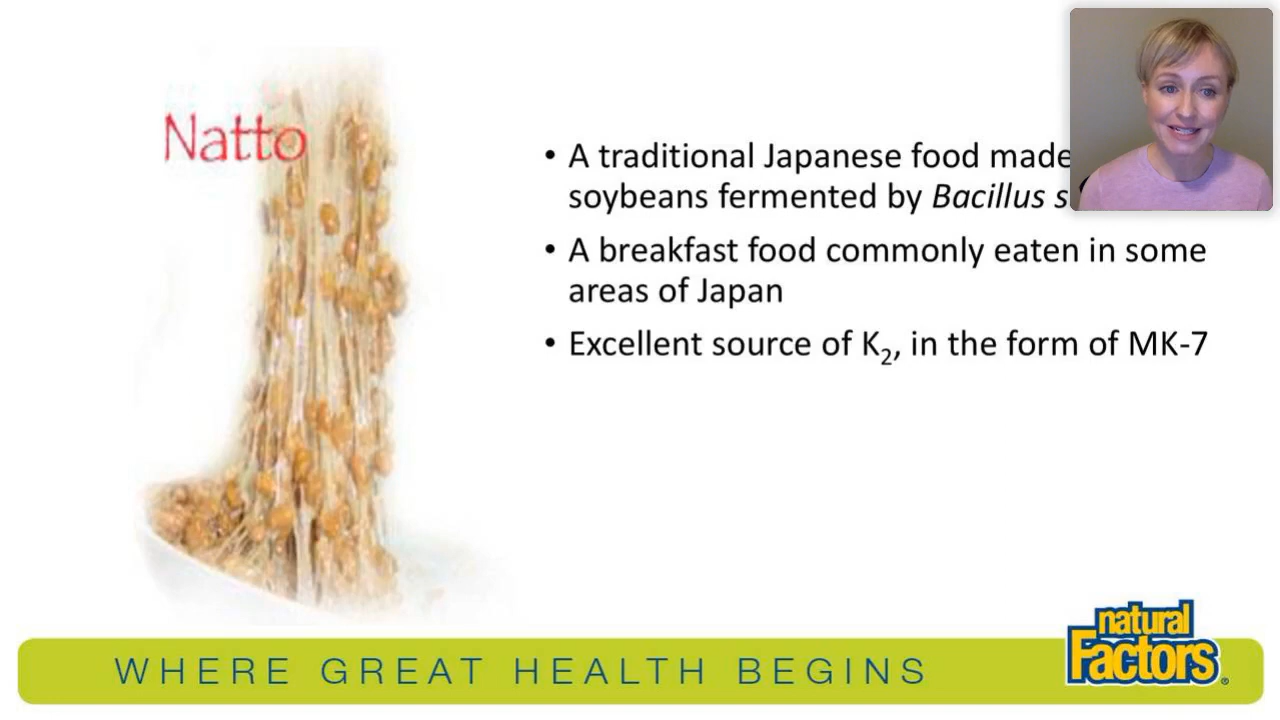 Natto
• A traditional Japanese food made
soybeans fermented by Bacillus s
• A breakfast food commonly eaten in some
areas of Japan
• Excellent source of K₂, in the form of MK-7
WHERE GREAT HEALTH BEGINS
natural
Factors®